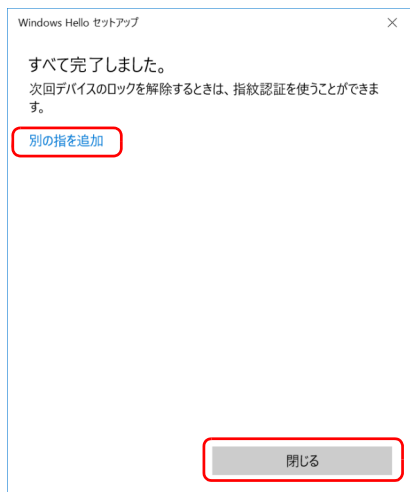 Windows Hello セットアップ
すべて完了しました。
次回デバイスのロックを解除するときは、指紋認証を使うことができま
す。
別の指を追加
閉じる